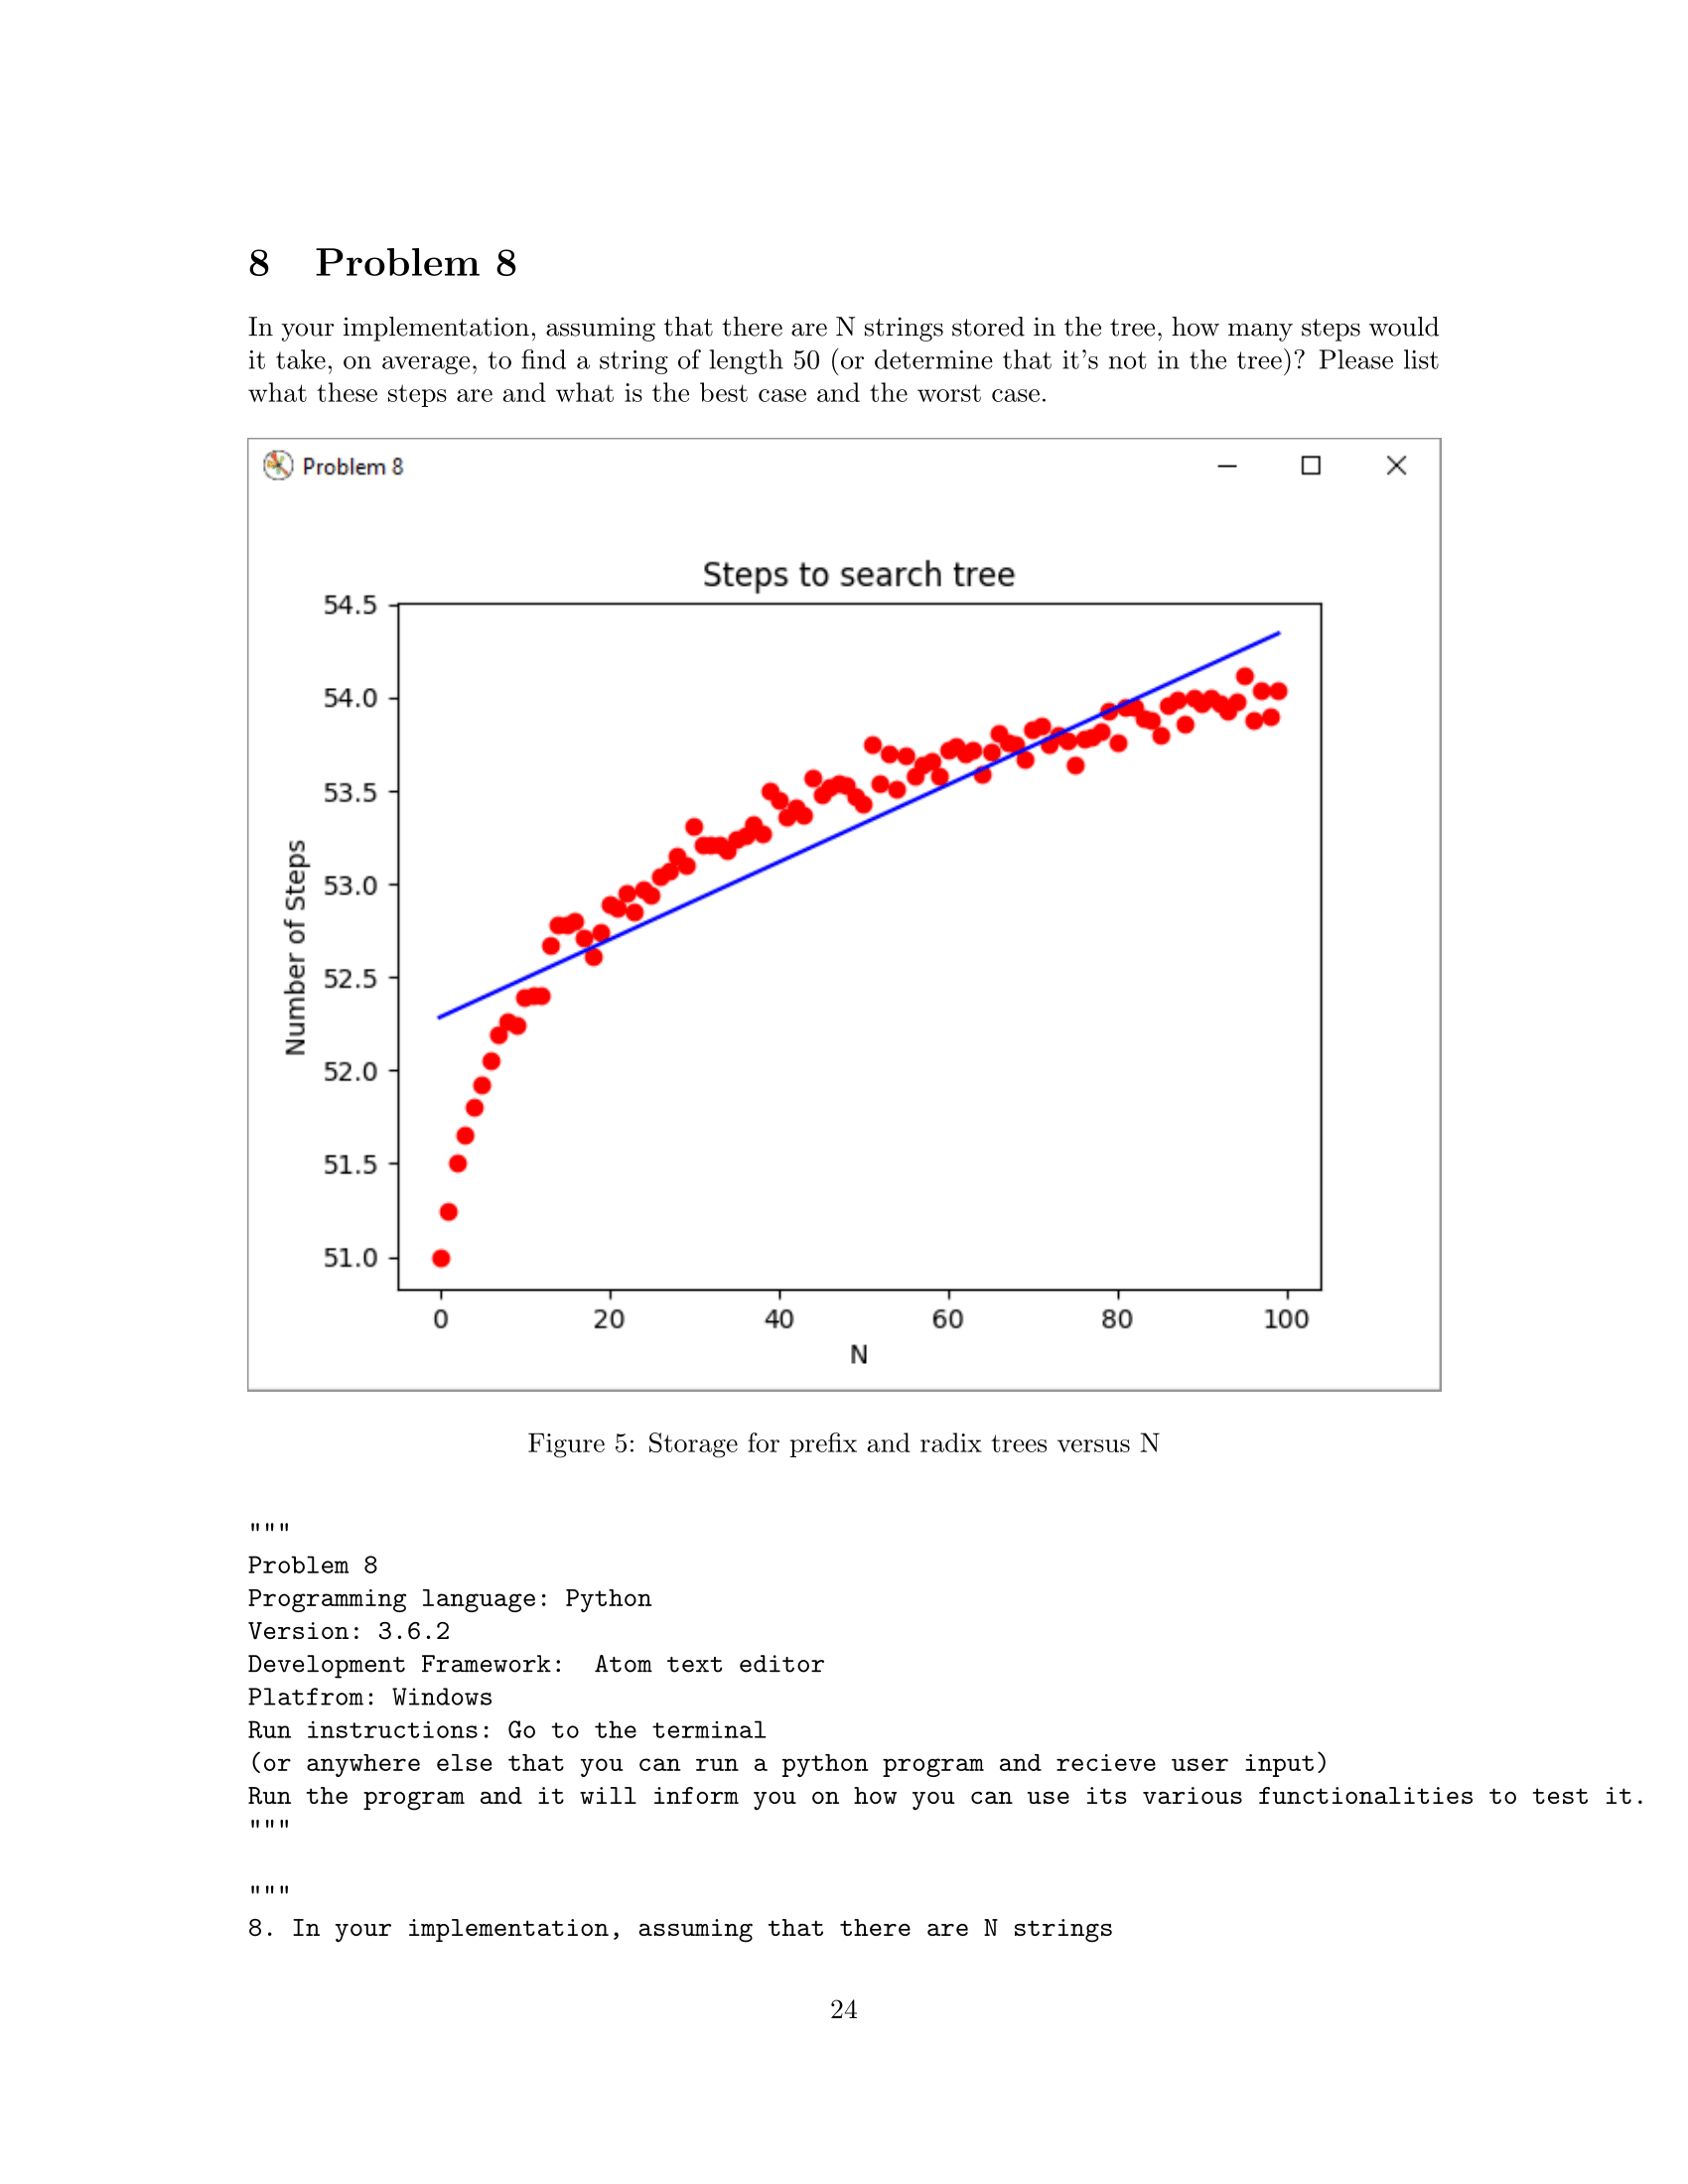 8 Problem 8
In your implementation, assuming that there are N strings stored in the tree, how many steps would
it take, on average, to find a string of length 50 (or determine that it's not in the tree)? Please list
what these steps are and what is the best case and the worst case.
Problem 8
Steps to search tree
54.5
54.0
53.5
53.0
52.5
52.0
51.5
51.0
Number of Steps
0 20 40 60 80 100
N
Figure 5: Storage for prefix and radix trees versus N
"""
Problem 8
Programming language: Python
Version: 3.6.2
Development Framework:  Atom text editor
Platfrom: Windows
Run instructions: Go to the terminal
(or anywhere else that you can run a python program and recieve user input)
Run the program and it will inform you on how you can use its various functionalities to test it.
"""
"""
8. In your implementation, assuming that there are N strings
24